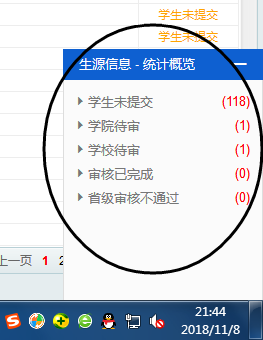 学生未提交
学生未提交
生源信息 - 统计概览
学生未提交 (118)
学院待审 (1)
学校待审 (1)
审核已完成 (0)
省级审核不通过 (0)
上一页 1 2
21:44
2018/11/8